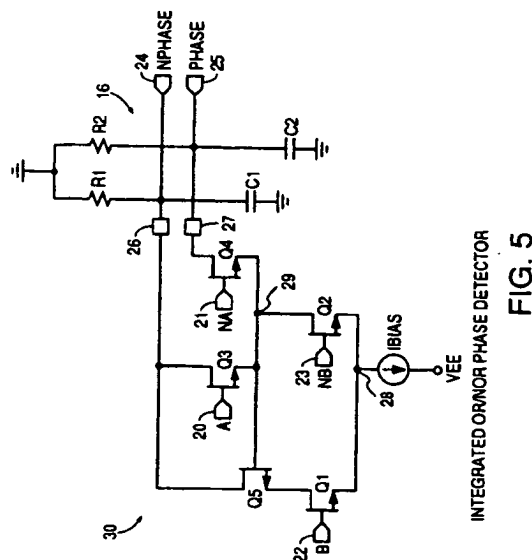 24
NPHASE
PHASE
25
16
R1
R2
26
27
C1
C2
Q4
21
NA
29
Q3
20
A
Q2
23
NB
Q5
30
Q1
22
B
28
IBIAS
VEE
INTEGRATED OR/NOR PHASE DETECTOR
FIG. 5